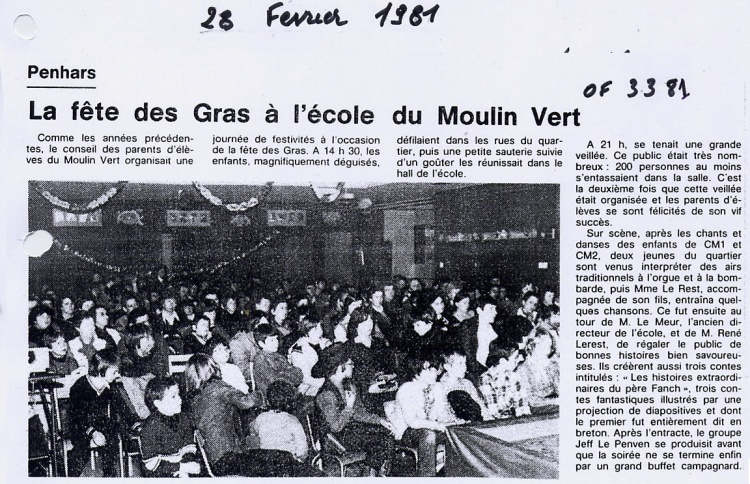 28 Fevrier 1981
OF 3381
Penhars
La fête des Gras à l'école du Moulin Vert
Comme les années précéden-
tes, le conseil des parents d'élè-
ves du Moulin Vert organisait une
journée de festivités à l'occasion
de la fête des Gras. A 14 h 30, les
enfants, magnifiquement déguisés,
défilaient dans les rues du quar-
tier, puis une petite sauterie suivie
d'un goûter les réunissait dans le
hall de l'école.
A 21 h, se tenait une grande
veillée. Ce public était très nom-
breux : 200 personnes au moins
s'entassaient dans la salle. C'est
la deuxième fois que cette veillée
était organisée et les parents d'é-
lèves se sont félicités de son vif
succès.
Sur scène, après les chants et
danses des enfants de CM1 et
CM2, deux jeunes du quartier
sont venus interpréter des airs
traditionnels à l'orgue et à la bom-
barde, puis Mme Le Rest, accom-
pagnée de son fils, entraîna quel-
ques chansons. Ce fut ensuite au
tour de M. Le Meur, l'ancien di-
recteur de l'école, et de M. René
Lerest, de régaler le public de
bonnes histoires bien savoureu-
ses. Ils créèrent aussi trois contes
intitulés : « Les histoires extraordi-
naires du père Fanch », trois con-
tes fantastiques illustrés par une
projection de diapositives et dont
le premier fut entièrement dit en
breton. Après l'entracte, le groupe
Jeff Le Penven se produisit avant
que la soirée ne se termine enfin
par un grand buffet campagnard.